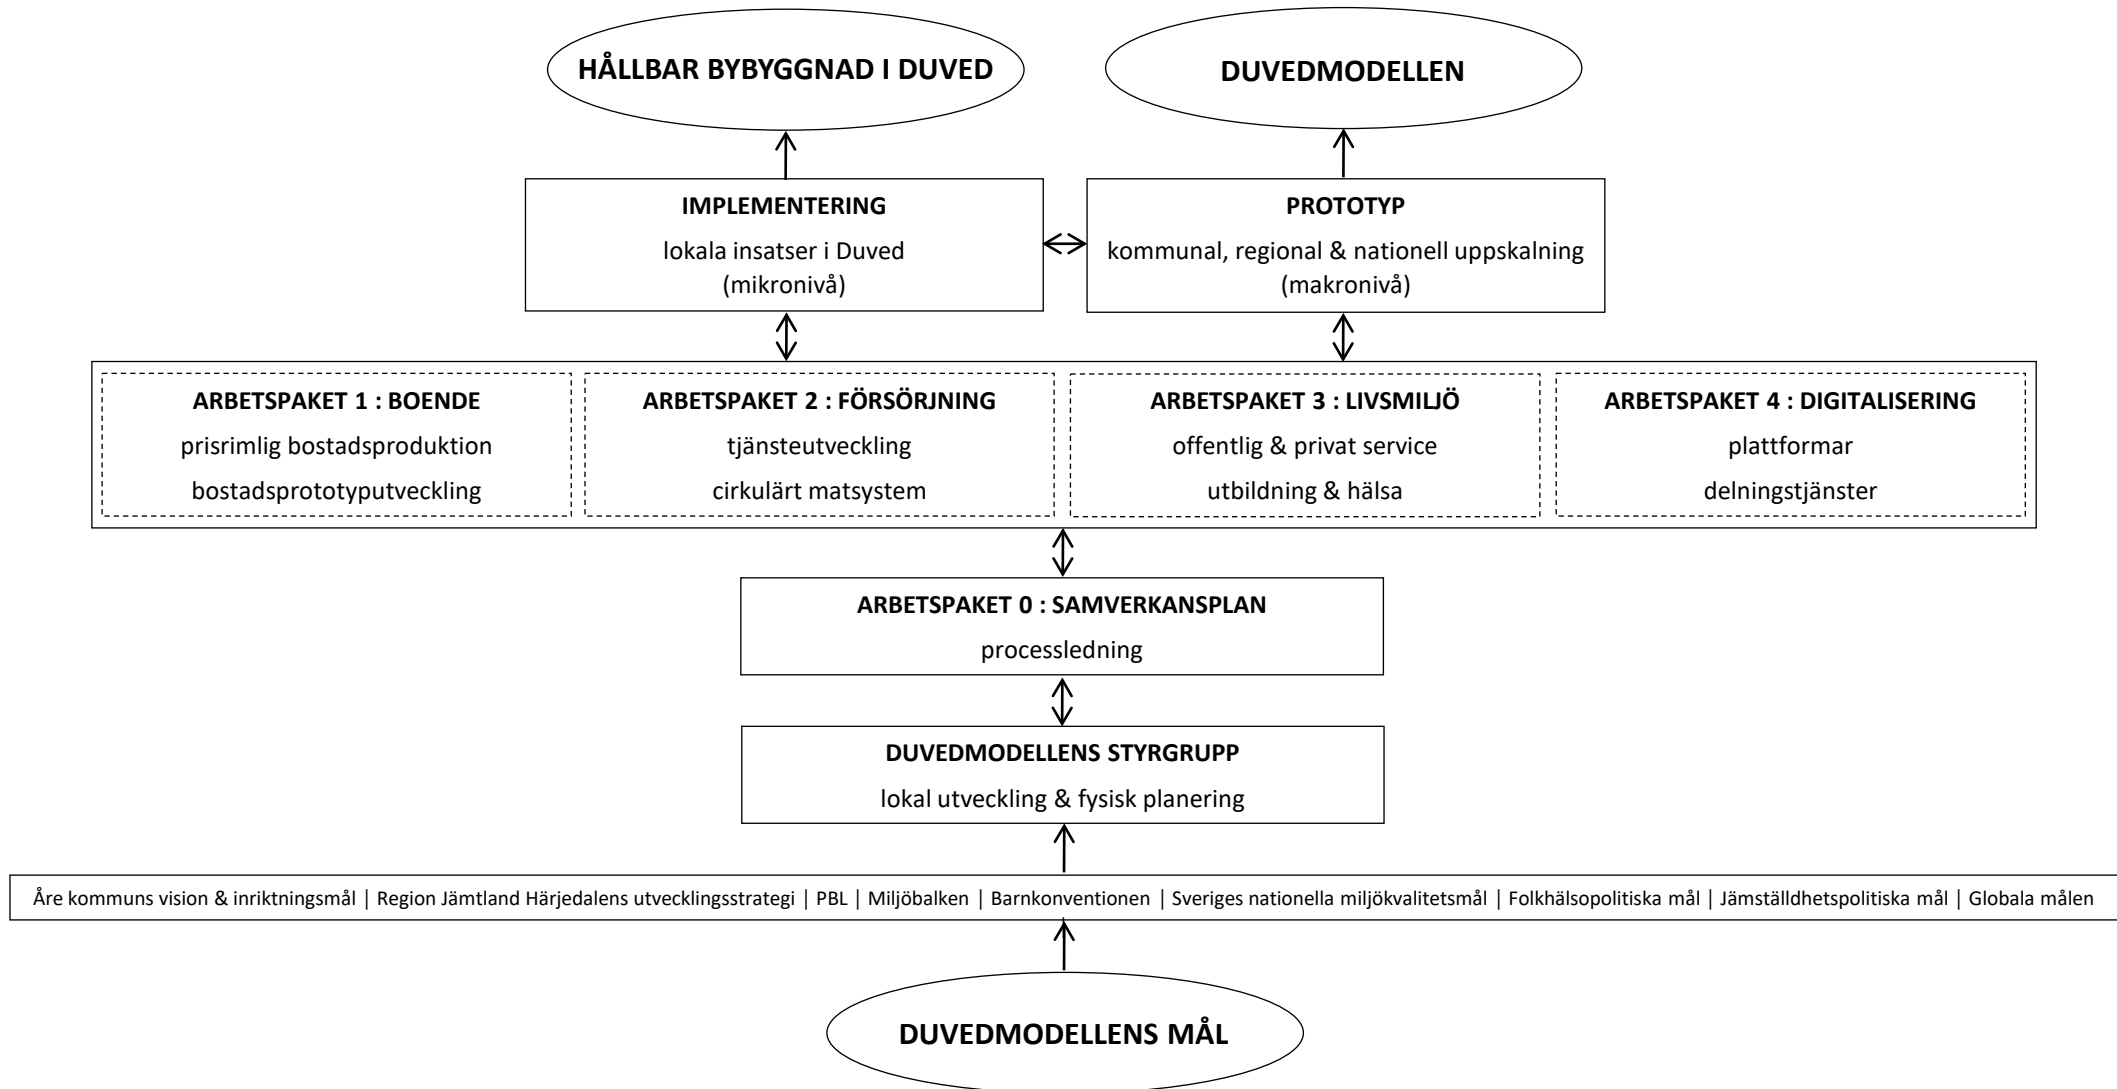 HÅLLBAR BYBYGGNAD I DUVED
DUVEDMODELLEN
IMPLEMENTERING
lokala insatser i Duved
(mikronivå)
PROTOTYP
kommunal, regional & nationell uppskalning
(makronivå)
ARBETSPAKET 1 : BOENDE
prisrimlig bostadsproduktion
bostadsprototyputveckling
ARBETSPAKET 2 : FÖRSÖRJNING
tjänsteutveckling
cirkulärt matsystem
ARBETSPAKET 3 : LIVSMILJÖ
offentlig & privat service
utbildning & hälsa
ARBETSPAKET 4 : DIGITALISERING
plattformar
delningstjänster
ARBETSPAKET 0 : SAMVERKANSPLAN
processledning
DUVEDMODELLENS STYRGRUPP
lokal utveckling & fysisk planering
Åre kommuns vision & inriktningsmål | Region Jämtland Härjedalens utvecklingsstrategi | PBL | Miljöbalken | Barnkonventionen | Sveriges nationella miljökvalitetsmål | Folkhälsopolitiska mål | Jämställdhetspolitiska mål | Globala målen
DUVEDMODELLENS MÅL